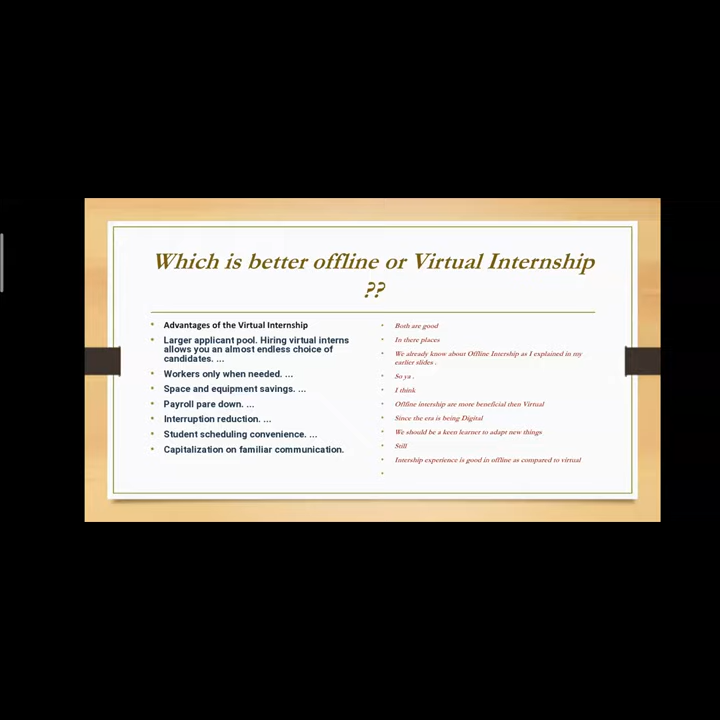 Which is better offline or Virtual Internship
??
Advantages of the Virtual Internship
Larger applicant pool. Hiring virtual interns
allows you an almost endless choice of
candidates. ...
Workers only when needed. ...
Space and equipment savings. ...
Payroll pare down. ...
Interruption reduction. ...
Student scheduling convenience. ...
Capitalization on familiar communication.
Both are good
In there places
We already know about Offline Intership as I explained in my
earlier slides .
So ya .
I think
Offline intership are more beneficial then Virtual
Since the era is being Digital
We should be a keen learner to adapt new things
Still
Intership experience is good in offline as compared to virtual